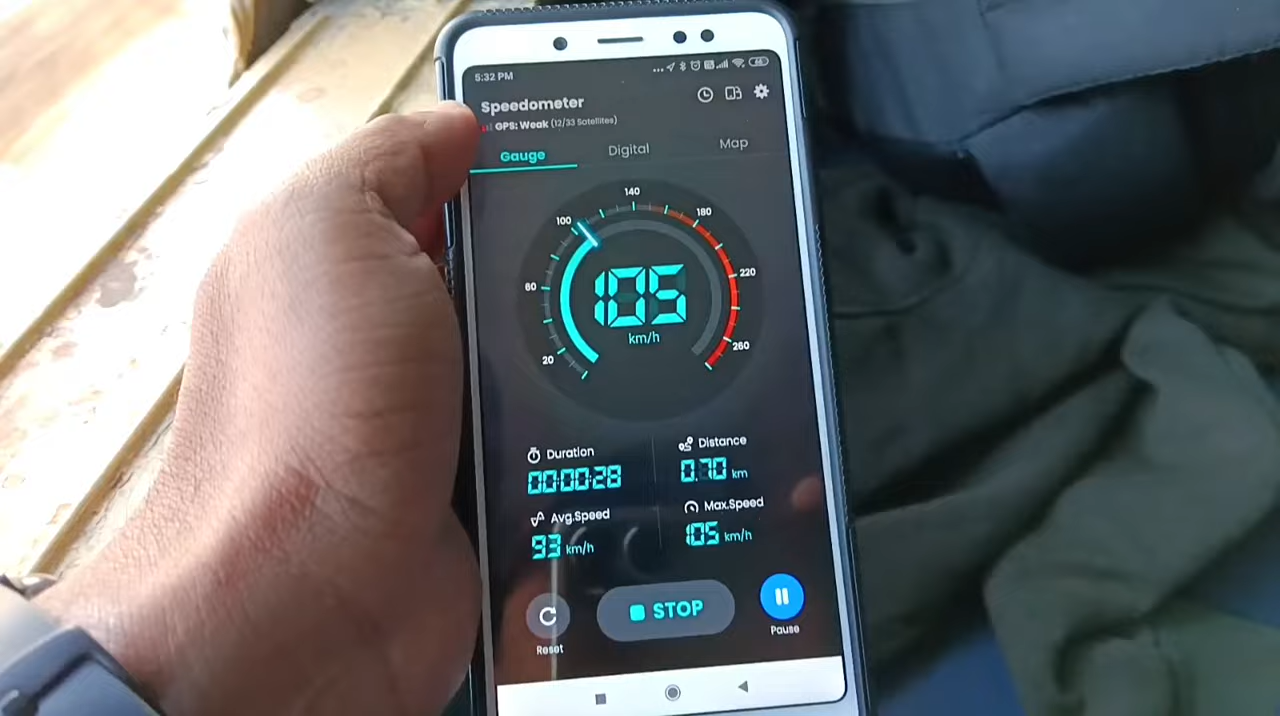 5:32 PM
66
Speedometer
GPS: Weak (12/33 Satellites)
Gauge Digital Map
140
100 180
60 220
105
km/h
20 260
Duration Distance
00:00:28 0.70 km
Avg.Speed Max.Speed
93 km/h 105 km/h
STOP
Reset Pause